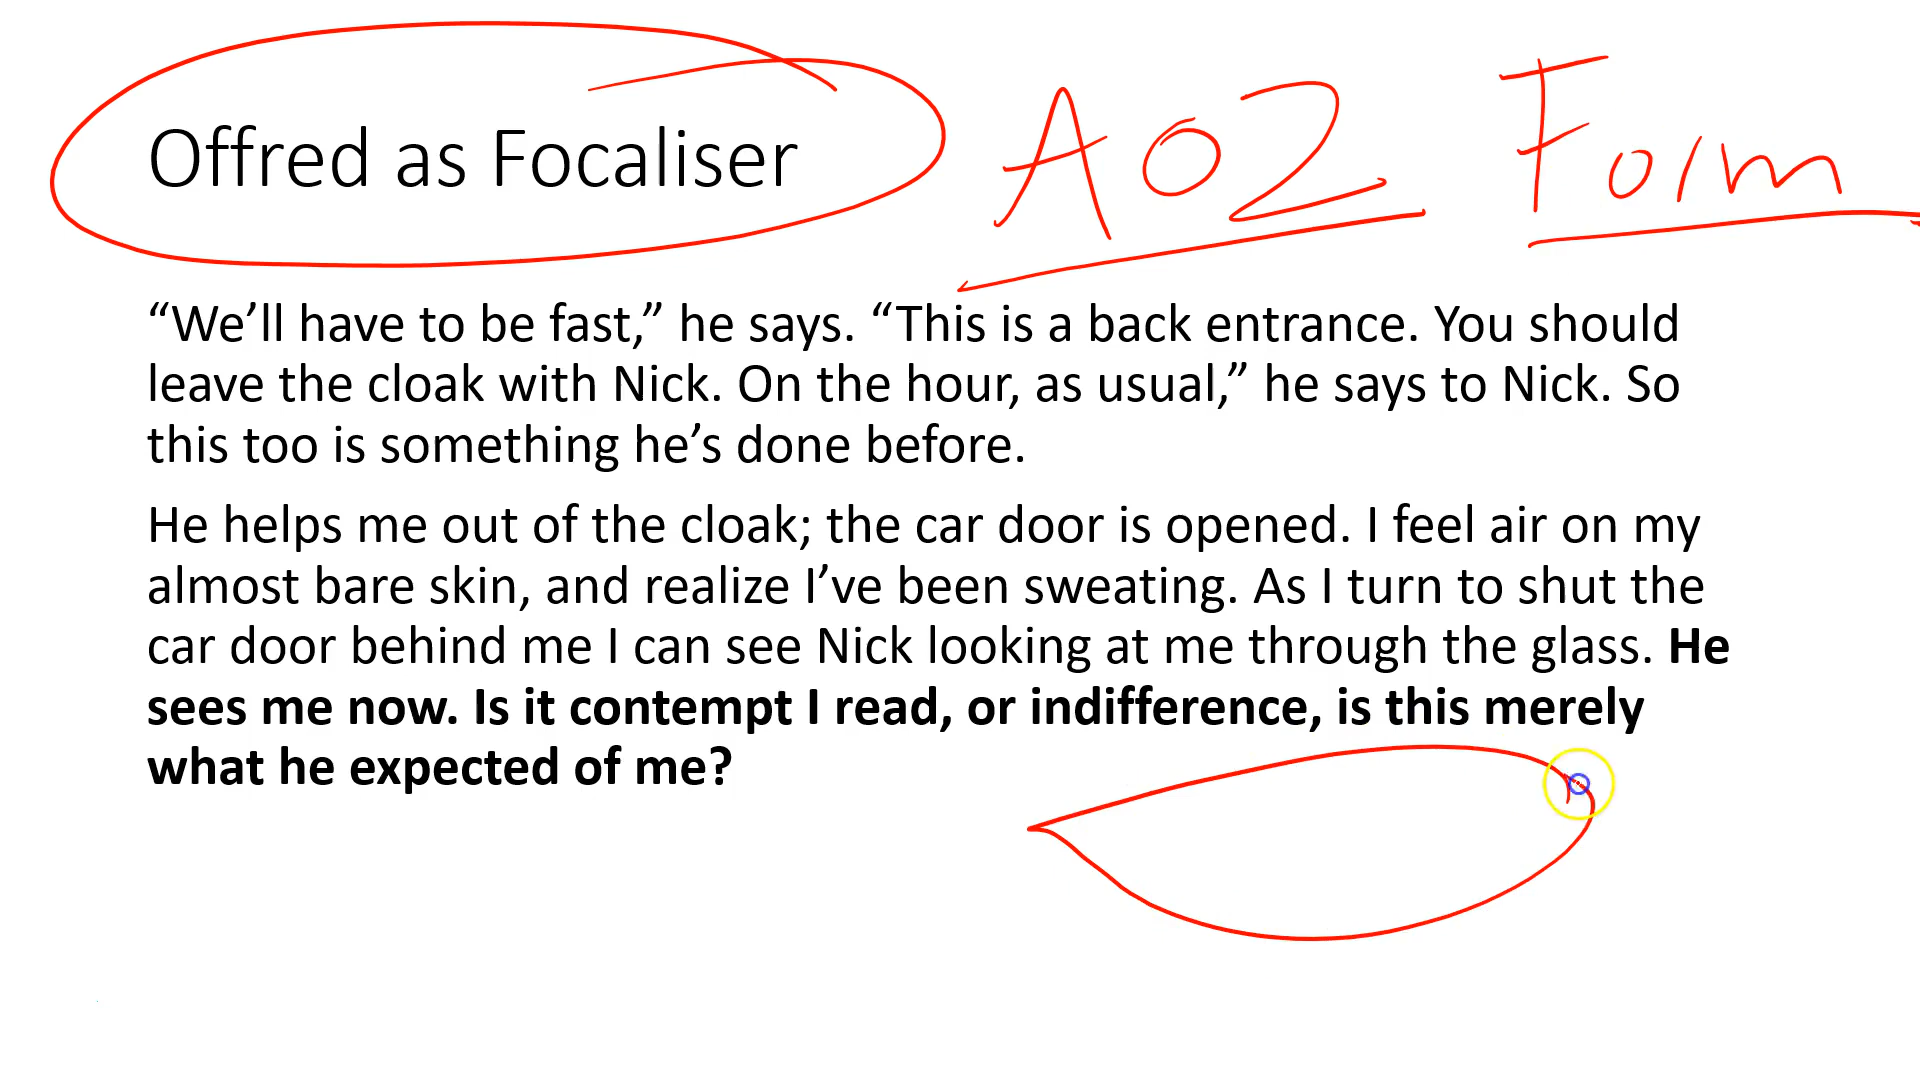 Offred as Focaliser
AO2 Form
“We’ll have to be fast,” he says. “This is a back entrance. You should
leave the cloak with Nick. On the hour, as usual,” he says to Nick. So
this too is something he’s done before.
He helps me out of the cloak; the car door is opened. I feel air on my
almost bare skin, and realize I’ve been sweating. As I turn to shut the
car door behind me I can see Nick looking at me through the glass. He
sees me now. Is it contempt I read, or indifference, is this merely
what he expected of me?